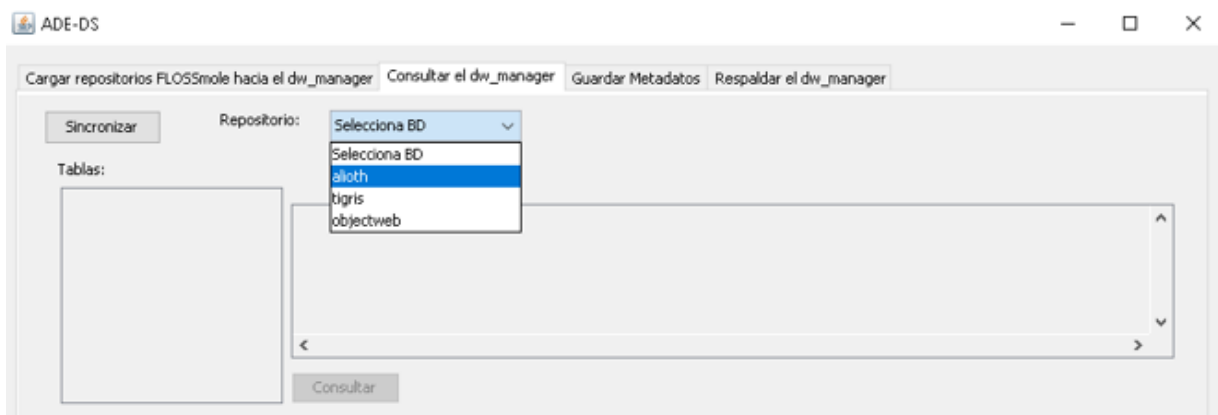 ADE-DS
Cargar repositorios FLOSSmole hacia el dw_manager Consultar el dw_manager Guardar Metadatos Respaldar el dw_manager
Sincronizar Repositorio: Selecciona BD
Selecciona BD
Tablas:
alioth
tigris
objectweb
Consultar